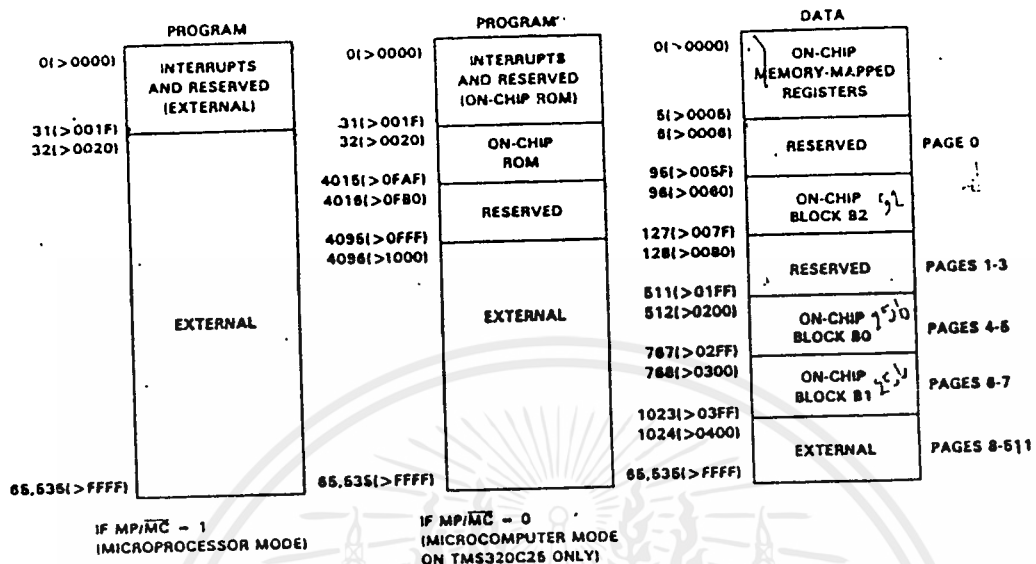 PROGRAM
0(>0000)
INTERRUPTS
AND RESERVED
(EXTERNAL)
31(>001F)
32(>0020)
EXTERNAL
65,535(>FFFF)
IF MP/MC̅ = 1
(MICROPROCESSOR MODE)
PROGRAM
0(>0000)
INTERRUPTS
AND RESERVED
(ON-CHIP ROM)
31(>001F)
32(>0020)
ON-CHIP
ROM
4015(>0FAF)
4016(>0FB0)
RESERVED
4095(>0FFF)
4096(>1000)
EXTERNAL
65,535(>FFFF)
IF MP/MC̅ = 0
(MICROCOMPUTER MODE
ON TMS320C25 ONLY)
DATA
0(>0000)
ON-CHIP
MEMORY-MAPPED
REGISTERS
5(>0005)
6(>0006)
RESERVED
PAGE 0
95(>005F)
96(>0060)
ON-CHIP
BLOCK B2
127(>007F)
128(>0080)
RESERVED
PAGES 1-3
511(>01FF)
512(>0200)
ON-CHIP
BLOCK B0
PAGES 4-5
767(>02FF)
768(>0300)
ON-CHIP
BLOCK B1
PAGES 6-7
1023(>03FF)
1024(>0400)
EXTERNAL
PAGES 8-511
65,535(>FFFF)